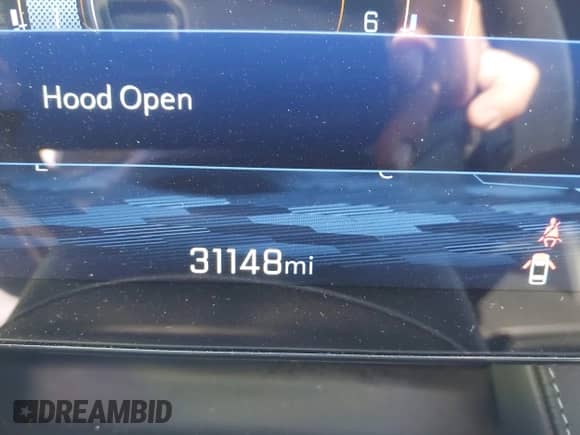 6
Hood Open
31148mi
DREAMBID